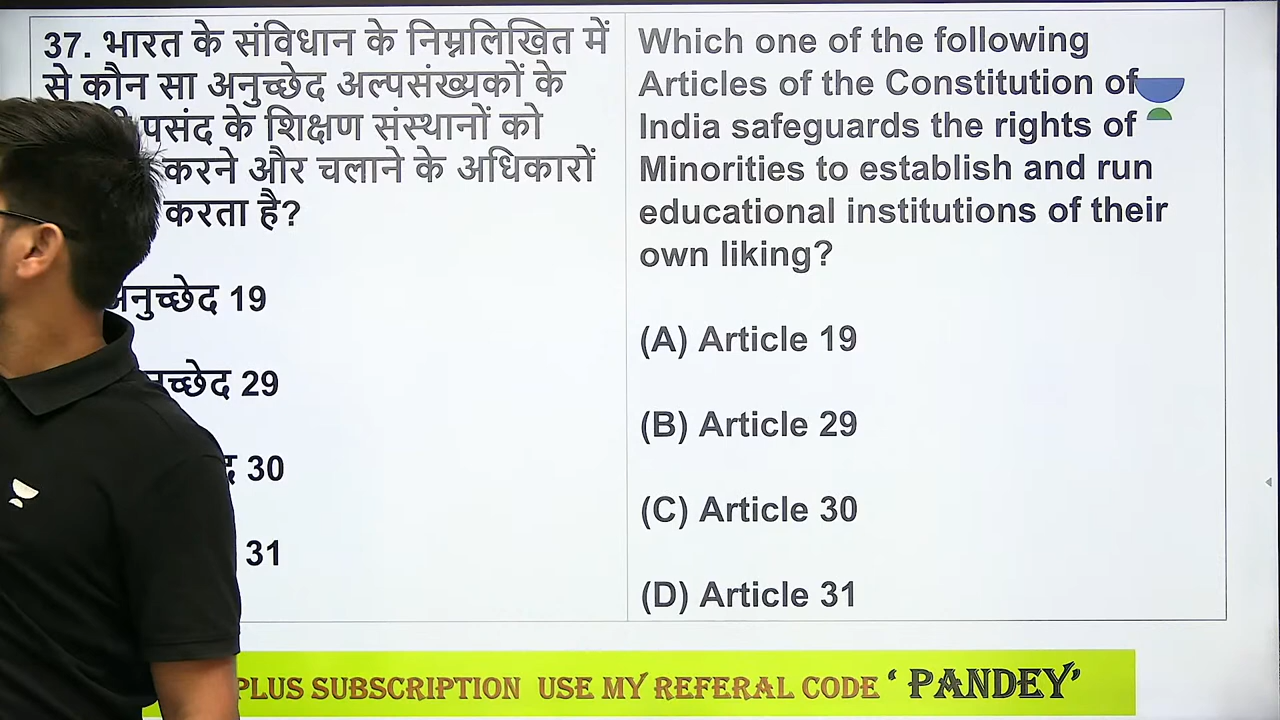 37. भारत के संविधान के निम्नलिखित में
से कौन सा अनुच्छेद अल्पसंख्यकों के
पसंद के शिक्षण संस्थानों को
करने और चलाने के अधिकारों
करता है?
अनुच्छेद 19
29
30
31
Which one of the following
Articles of the Constitution of
India safeguards the rights of
Minorities to establish and run
educational institutions of their
own liking?
(A) Article 19
(B) Article 29
(C) Article 30
(D) Article 31
PLUS SUBSCRIPTION USE MY REFERAL CODE ‘ PANDEY’